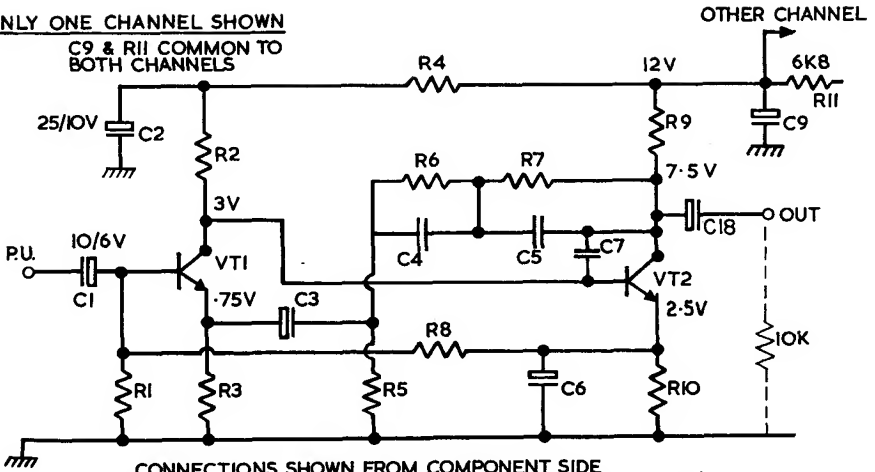 NLY ONE CHANNEL SHOWN
C9 & R11 COMMON TO
BOTH CHANNELS
OTHER CHANNEL
R4
12V
6K8
R11
25/10V
C2
R2
R9
C9
R6
R7
7·5V
3V
C18
OUT
P.U.
10/6V
C1
VT1
C4
C5
C7
VT2
·75V
C3
2·5V
R8
10K
R1
R3
R5
C6
R10
CONNECTIONS SHOWN FROM COMPONENT SIDE